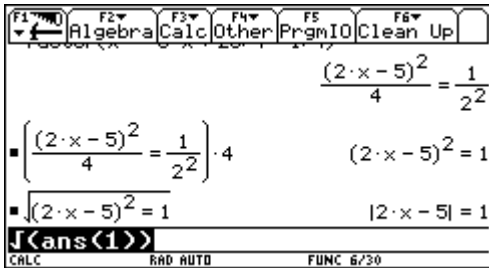 F1 F2 Algebra F3 Calc F4 Other F5 PrgmIO F6 Clean Up
(2·x − 5)² / 4 = 1 / 2²
▪ ((2·x − 5)² / 4 = 1 / 2²)·4 (2·x − 5)² = 1
▪ √((2·x − 5)² = 1) |2·x − 5| = 1
√(ans(1))
CALC RAD AUTO FUNC 6/30